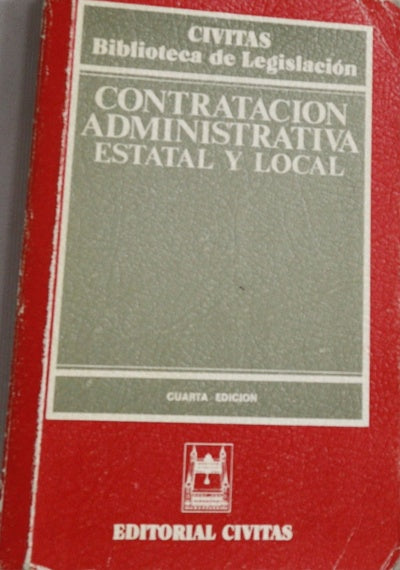 CIVITAS
Biblioteca de Legislación
CONTRATACION
ADMINISTRATIVA
ESTATAL Y LOCAL
CUARTA EDICION
EDITORIAL CIVITAS